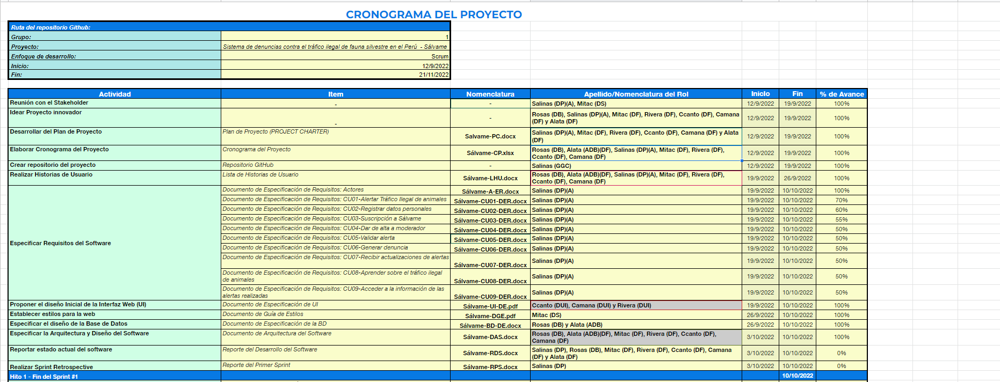 CRONOGRAMA DEL PROYECTO
Ruta del repositorio Github:
Grupo: 1
Proyecto: Sistema de denuncias contra el tráfico ilegal de fauna silvestre en el Perú - Sálvame
Enfoque de desarrollo: Scrum
Inicio: 12/9/2022
Fin: 21/11/2022
Actividad Item Nomenclatura Apellido/Nomenclatura del Rol Inicio Fin % de Avance
Reunión con el Stakeholder - - Salinas (DP)(A), Mitac (DS) 12/9/2022 19/9/2022 100%
Idear Proyecto innovador - - Rosas (DB), Salinas (DP)(A), Mitac (DF), Rivera (DF), Ccanto (DF), Camana
(DF) y Alata (DF) 12/9/2022 19/9/2022 100%
Desarrollar del Plan de Proyecto Plan de Proyecto (PROJECT CHARTER) Salvame-PC.docx Salinas (DP)(A), Mitac (DF), Rivera (DF), Ccanto (DF), Camana (DF) y Alata
(DF) 12/9/2022 19/9/2022 100%
Elaborar Cronograma del Proyecto Cronograma del Proyecto Sálvame-CP.xlsx Rosas (DB), Alata (ADB)(DF), Salinas (DP)(A), Mitac (DF), Rivera (DF),
Ccanto (DF), Camana (DF) 12/9/2022 19/9/2022 100%
Crear repositorio del proyecto Repositorio GitHub - Salinas (GGC) 12/9/2022 19/9/2022 100%
Realizar Historias de Usuario Lista de Historias de Usuario Sálvame-LHU.docx Rosas (DB), Alata (ADB)(DF), Salinas (DP)(A), Mitac (DF), Rivera (DF),
Ccanto (DF), Camana (DF) 19/9/2022 26/9/2022 100%
Especificar Requisitos del Software
Documento de Especificación de Requisitos: Actores Sálvame-A-ER.docx Salinas (DP)(A) 19/9/2022 10/10/2022 100%
Documento de Especificación de Requisitos: CU01-Alertar Tráfico Ilegal de animales Sálvame-CU01-DER.docx Salinas (DP)(A) 19/9/2022 10/10/2022 70%
Documento de Especificación de Requisitos: CU02-Registrar datos personales Sálvame-CU02-DER.docx Salinas (DP)(A) 19/9/2022 10/10/2022 60%
Documento de Especificación de Requisitos: CU03-Suscripción a Sálvame Sálvame-CU03-DER.docx Salinas (DP)(A) 19/9/2022 10/10/2022 55%
Documento de Especificación de Requisitos: CU04-Dar de alta a moderador Sálvame-CU04-DER.docx Salinas (DP)(A) 19/9/2022 10/10/2022 50%
Documento de Especificación de Requisitos: CU05-Validar alerta Sálvame-CU05-DER.docx Salinas (DP)(A) 19/9/2022 10/10/2022 50%
Documento de Especificación de Requisitos: CU06-Generar denuncia Sálvame-CU06-DER.docx Salinas (DP)(A) 19/9/2022 10/10/2022 50%
Documento de Especificación de Requisitos: CU07-Recibir actualizaciones de alertas Sálvame-CU07-DER.docx Salinas (DP)(A) 19/9/2022 10/10/2022 50%
Documento de Especificación de Requisitos: CU08-Aprender sobre el tráfico ilegal
de animales Sálvame-CU08-DER.docx Salinas (DP)(A) 19/9/2022 10/10/2022 50%
Documento de Especificación de Requisitos: CU09-Acceder a la información de las
alertas realizadas Sálvame-CU09-DER.docx Salinas (DP)(A) 19/9/2022 10/10/2022 50%
Proponer el diseño Inicial de la Interfaz Web (UI) Documento de Especificación de UI Sálvame-UI-DE.pdf Ccanto (DUI), Camana (DUI) y Rivera (DUI) 19/9/2022 10/10/2022 100%
Establecer estilos para la web Documento de Guía de Estilos Sálvame-DGE.pdf Mitac (DS) 26/9/2022 10/10/2022 100%
Especificar el diseño de la Base de Datos Documento de Especificación de la BD Sálvame-BD-DE.docx Rosas (DB) y Alata (ADB) 26/9/2022 10/10/2022 100%
Especificar la Arquitectura y Diseño del Software Documento de Arquitectura del Software Sálvame-DAS.docx Rosas (DB), Alata (ADB)(DF), Mitac (DF), Rivera (DF), Ccanto (DF),
Camana (DF) 3/10/2022 10/10/2022 100%
Reportar estado actual del software Reporte del Desarrollo del Software Sálvame-RDS.docx Salinas (DP), Rosas (DB), Mitac (DF), Rivera (DF), Ccanto (DF), Camana
(DF) y Alata (DF) 3/10/2022 10/10/2022 0%
Realizar Sprint Retrospective Reporte del Primer Sprint Sálvame-RPS.docx Salinas (DP) 3/10/2022 10/10/2022 0%
Hito 1 - Fin del Sprint #1 10/10/2022